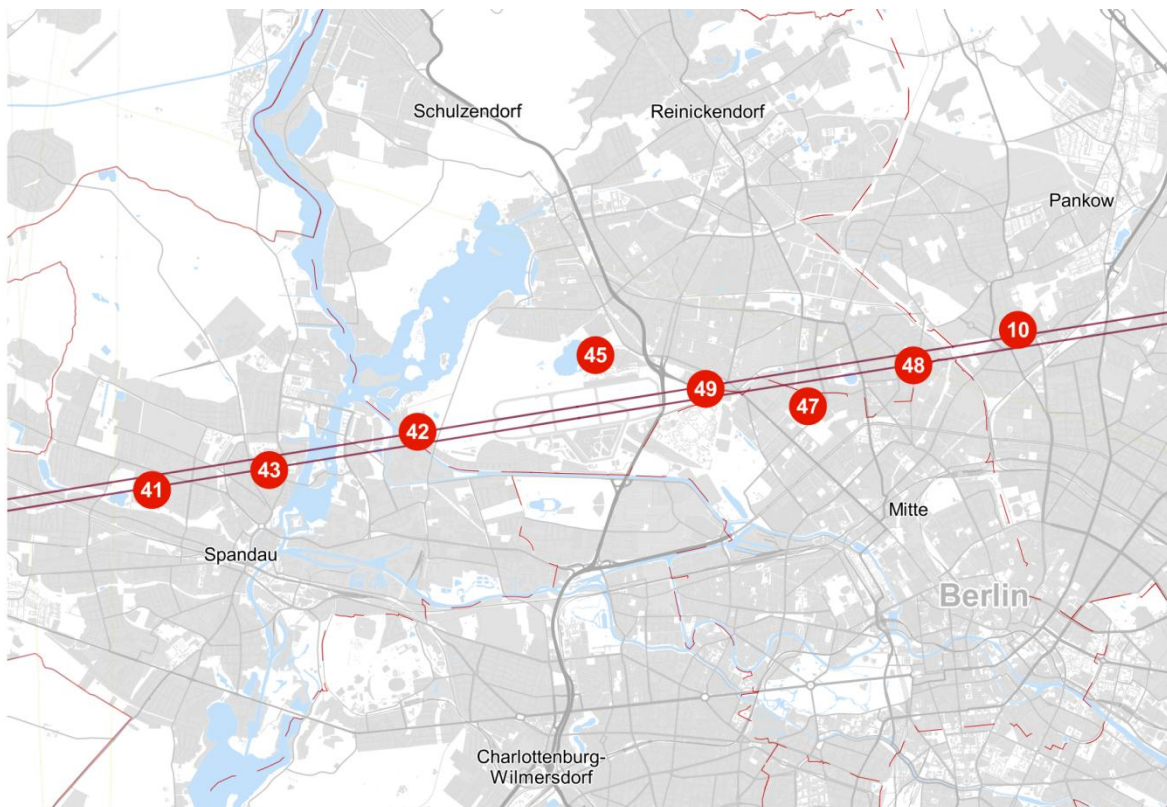 Schulzendorf
Reinickendorf
Pankow
10
45
48
49
47
42
43
41
Mitte
Spandau
Berlin
Charlottenburg-
Wilmersdorf